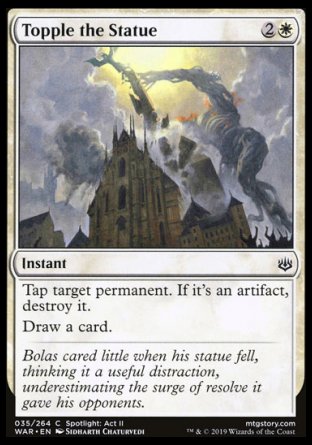 Topple the Statue 2
Instant
Tap target permanent. If it's an artifact,
destroy it.
Draw a card.
Bolas cared little when his statue fell,
thinking it a useful distraction,
underestimating the surge of resolve it
gave his opponents.
035/264 C Spotlight: Act II mtgstory.com
WAR • EN Sidharth Chaturvedi ™ & © 2019 Wizards of the Coast